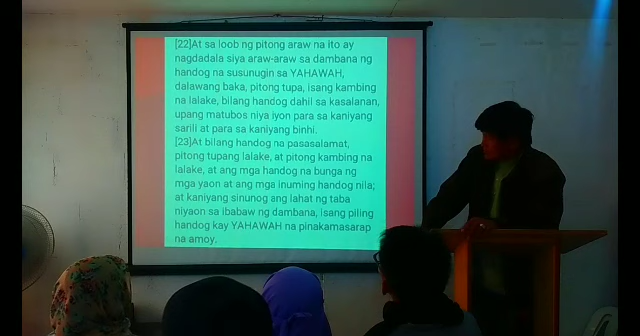 [22]At sa loob ng pitong araw na ito ay
nagdadala siya araw-araw sa dambana ng
handog na susunugin sa YAHAWAH,
dalawang baka, pitong tupa, isang kambing
na lalake, bilang handog dahil sa kasalanan,
upang matubos niya iyon para sa kaniyang
sarili at para sa kaniyang binhi.
[23]At bilang handog na pasasalamat,
pitong tupang lalake, at pitong kambing na
lalake, at ang mga handog na bunga ng
mga yaon at ang mga inuming handog nila;
at kaniyang sinunog ang lahat ng taba
niyaon sa ibabaw ng dambana, isang piling
handog kay YAHAWAH na pinakamasarap
na amoy.